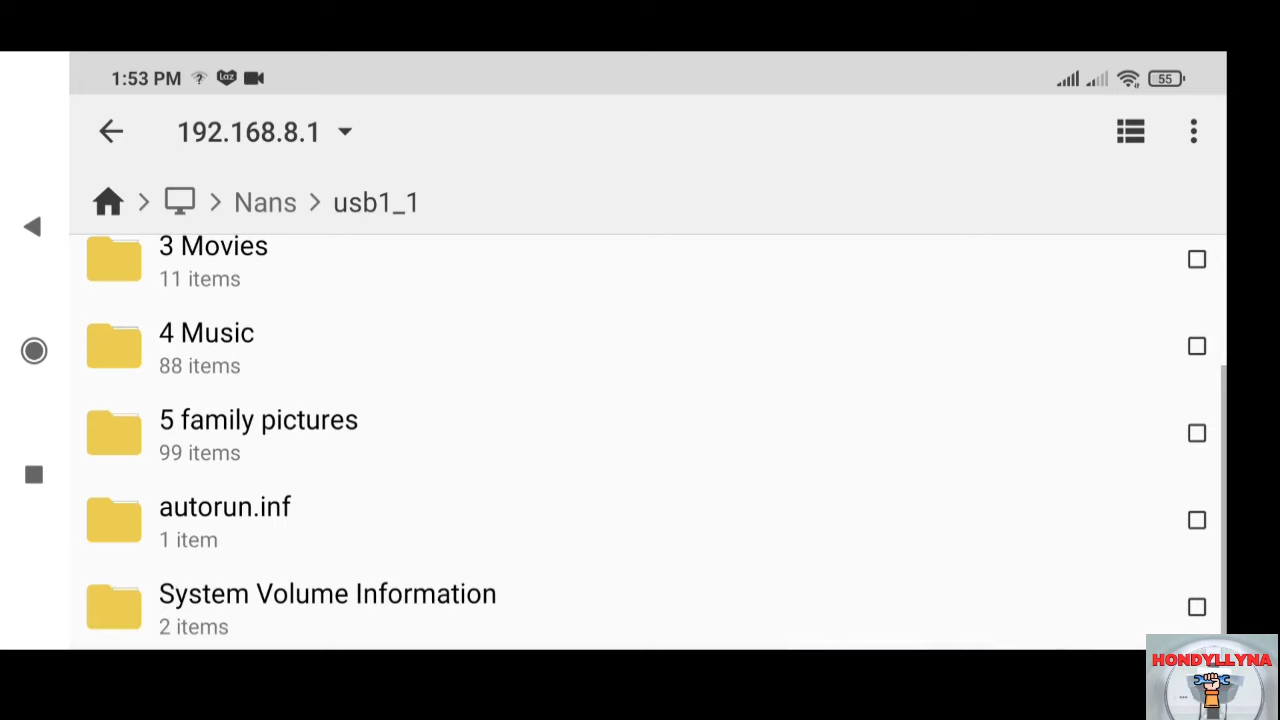 1:53 PM
laz
55
192.168.8.1
Nans > usb1_1
3 Movies
11 items
4 Music
88 items
5 family pictures
99 items
autorun.inf
1 item
System Volume Information
2 items
HONDYLLYNA